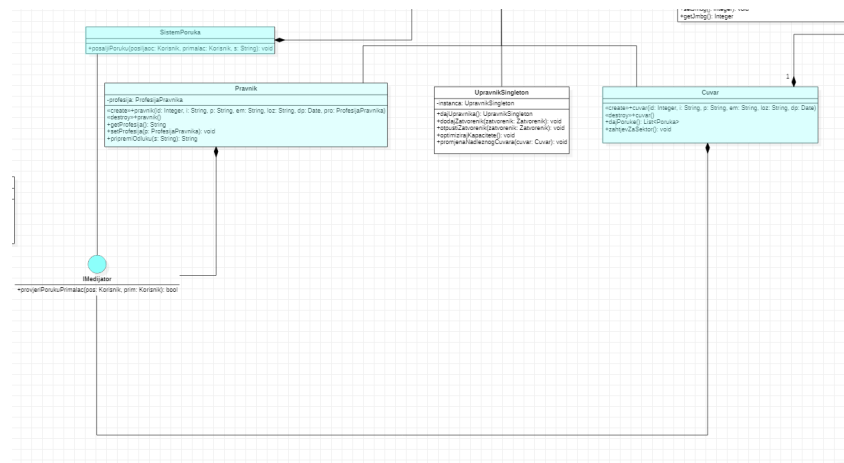 +getJmbg(): Integer
SistemPoruka
+posaljiPoruku(posiljaoc: Korisnik, primalac: Korisnik, s: String): void
1
Pravnik
-profesija: ProfesijaPravnika
«create»+pravnik(id: Integer, i: String, p: String, em: String, loz: String, dp: Date, pro: ProfesijaPravnika)
«destroy»+pravnik()
+getProfesija(): String
+setProfesija(p: ProfesijaPravnika): void
+pripremiOdluku(s: String): String
UpravnikSingleton
-instanca: UpravnikSingleton
+dajUpravnika(): UpravnikSingleton
+dodajZatvorenik(zatvorenik: Zatvorenik): void
+otpustiZatvorenik(zatvorenik: Zatvorenik): void
+optimizirajKapacitete(): void
+promjenaNadleznogCuvara(cuvar: Cuvar): void
Cuvar
«create»+cuvar(id: Integer, i: String, p: String, em: String, loz: String, dp: Date)
«destroy»+cuvar()
+dajPoruka(): List<Poruka>
+zahtjevZaSektor(): void
IMedijator
+provjeriPorukuPrimalac(pos: Korisnik, prim: Korisnik): bool